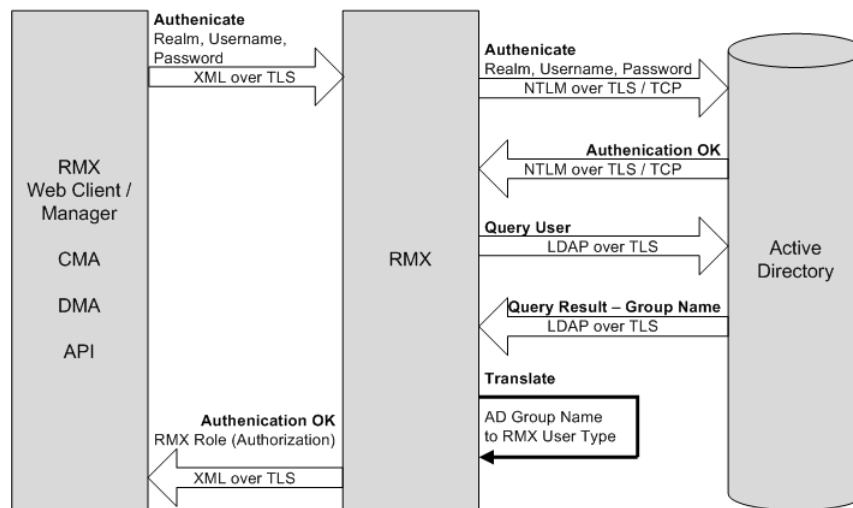 Authenicate
Realm, Username,
Password
XML over TLS
Authenicate
Realm, Username, Password
NTLM over TLS / TCP
Authenication OK
NTLM over TLS / TCP
RMX
Web Client /
Manager
CMA
DMA
API
RMX
Query User
LDAP over TLS
Active
Directory
Query Result – Group Name
LDAP over TLS
Translate
AD Group Name
to RMX User Type
Authenication OK
RMX Role (Authorization)
XML over TLS